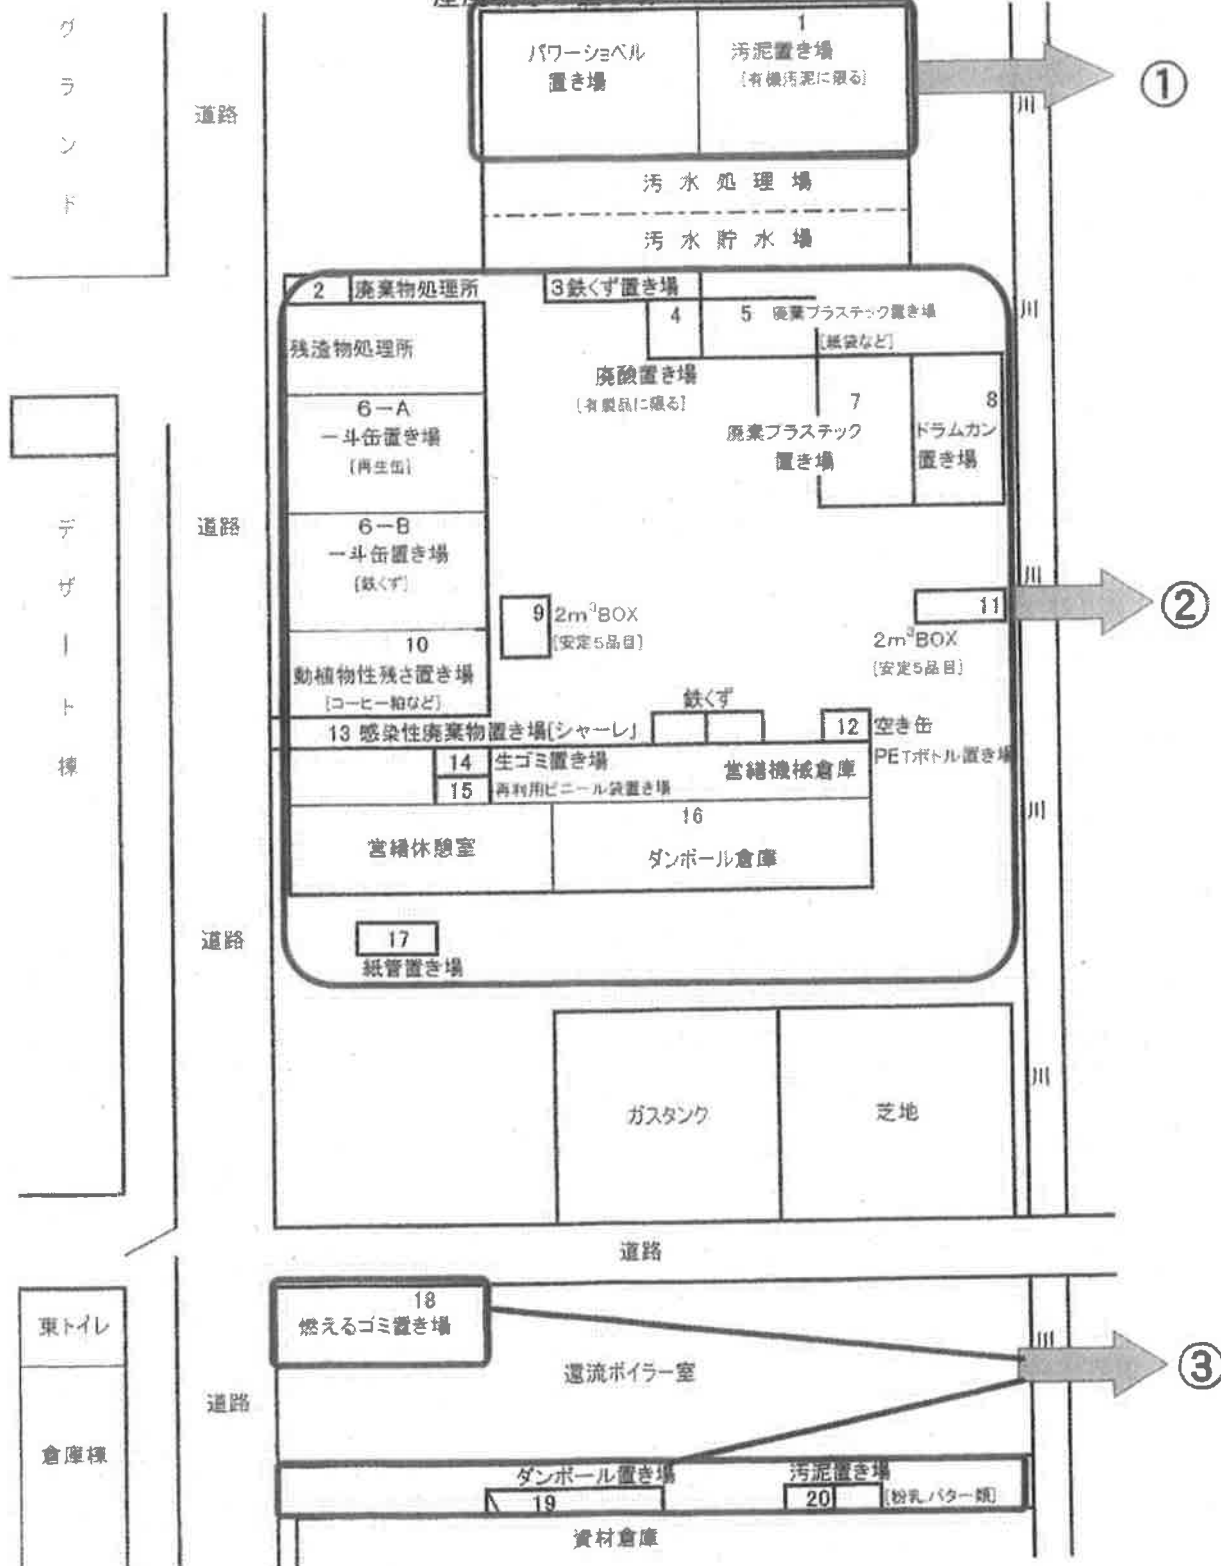 グランド
道路
パワーショベル
置き場
1
汚泥置き場
[有機汚泥に限る]
川
①
汚水処理場
汚水貯水場
2 廃棄物処理所
3 鉄くず置き場
残渣物処理所
4
廃酸置き場
[有製品に限る]
5 廃棄プラステック置き場
[紙袋など]
川
6-A
一斗缶置き場
[再生缶]
7
廃棄プラステック
置き場
8
ドラムカン
置き場
デザート棟
道路
6-B
一斗缶置き場
[鉄くず]
9 2m³BOX
[安定5品目]
川
11
2m³BOX
[安定5品目]
②
10
動植物性残さ置き場
[コーヒー粕など]
鉄くず
13 感染性廃棄物置き場[シャーレ]
12 空き缶
PETボトル置き場
14 生ゴミ置き場
15 再利用ビニール袋置き場
営繕機械倉庫
川
営繕休憩室
16
ダンボール倉庫
道路
17
紙管置き場
川
ガスタンク
芝地
道路
18
燃えるゴミ置き場
東トイレ
川
③
還流ボイラー室
道路
倉庫棟
ダンボール置き場
19
汚泥置き場
20 [粉乳バター類]
資材倉庫